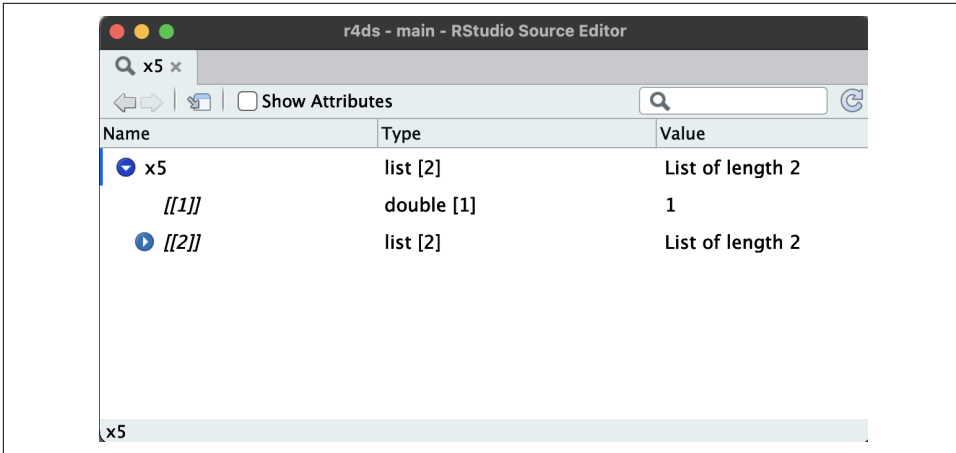 r4ds - main - RStudio Source Editor
x5
Show Attributes
Name Type Value
x5 list [2] List of length 2
[[1]] double [1] 1
[[2]] list [2] List of length 2
x5